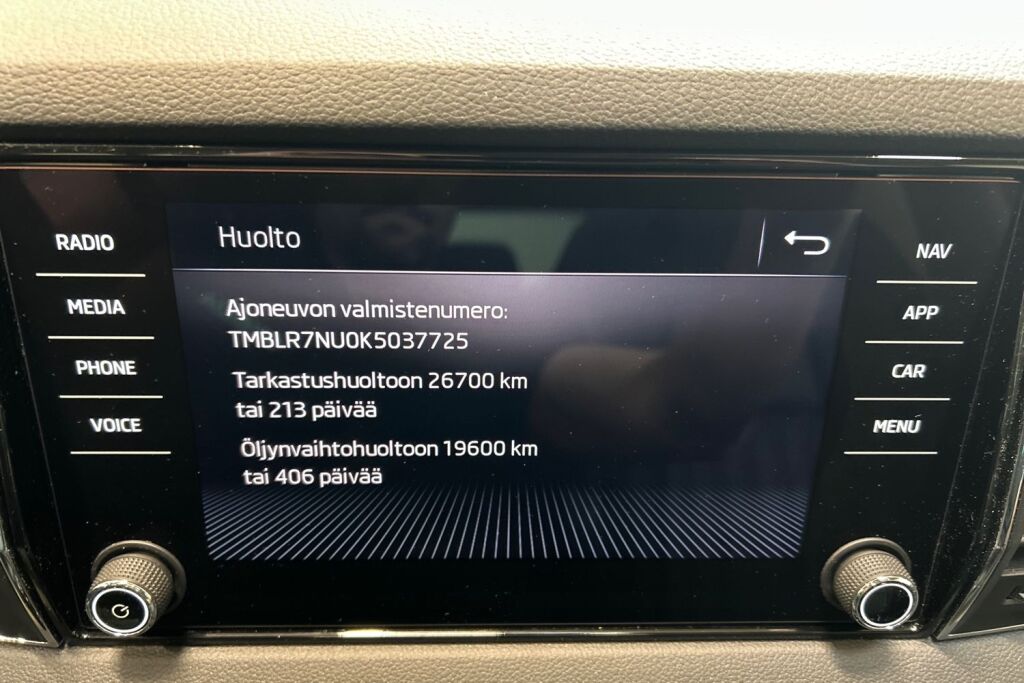 Huolto
RADIO
MEDIA
PHONE
VOICE
Ajoneuvon valmistenumero:
TMBLR7NU0K5037725
Tarkastushuoltoon 26700 km
tai 213 päivää
Öljynvaihtohuoltoon 19600 km
tai 406 päivää
NAV
APP
CAR
MENU